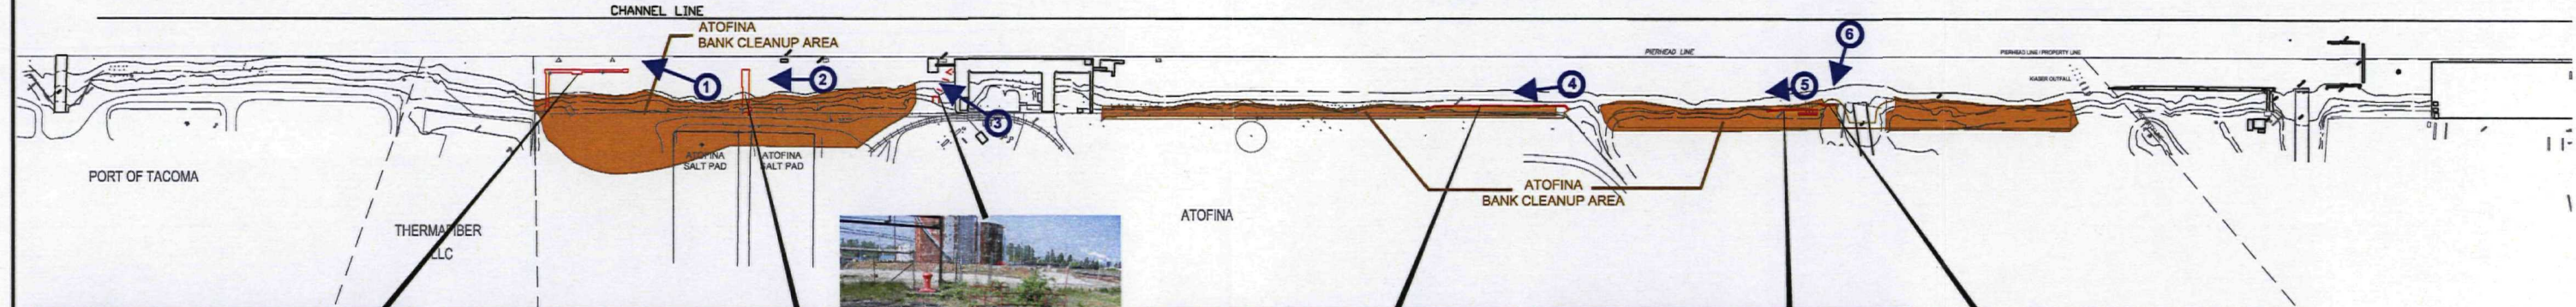 CHANNEL LINE
ATOFINA
BANK CLEANUP AREA
6
PIERHEAD LINE
PIERHEAD LINE/PROPERTY LINE
KIASER OUTFALL
1
2
3
4
5
ATOFINA
SALT PAD
ATOFINA
SALT PAD
PORT OF TACOMA
THERMAFIBER
LLC
ATOFINA
ATOFINA
BANK CLEANUP AREA